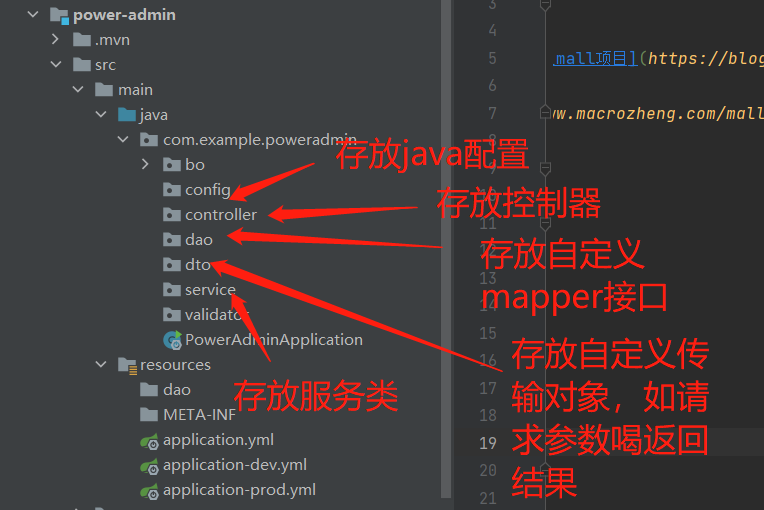 power-admin
.mvn
src
main
java
com.example.poweradmin
存放java配置
bo
config
controller
存放控制器
dao
存放自定义
mapper接口
dto
service
PowerAdminApplication
存放自定义传
输对象，如请
求参数喝返回
结果
存放服务类
resources
dao
META-INF
application.yml
application-dev.yml
application-prod.yml
3
4
5 mall项目](https://blog
6
7 ww.macrozheng.com/mall
11
13
15
16
17
18
19
20
21